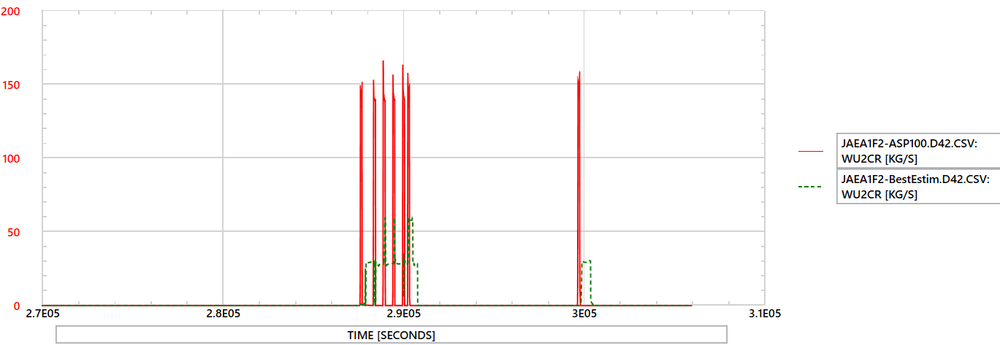 200
150
100
50
0
2.7E05 2.8E05 2.9E05 3E05 3.1E05
TIME [SECONDS]
JAEA1F2-ASP100.D42.CSV:
WU2CR [KG/S]
JAEA1F2-BestEstim.D42.CSV:
WU2CR [KG/S]